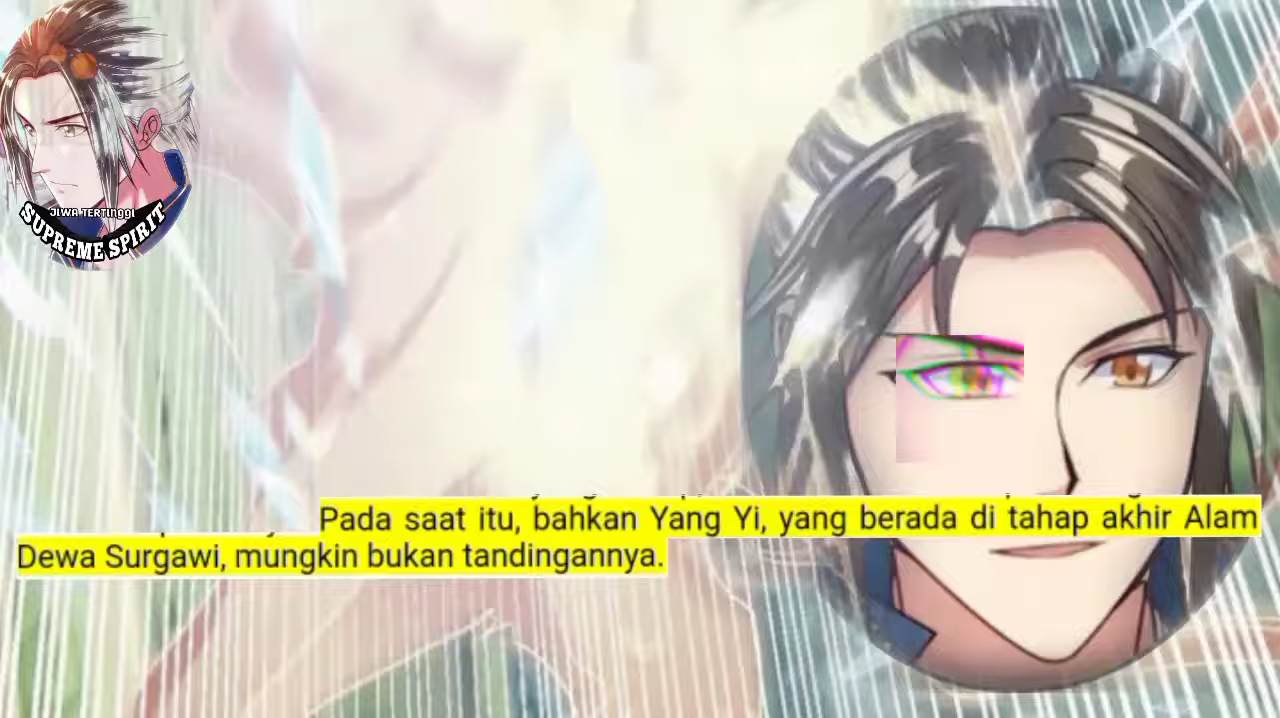 JIWA TERTINGGI
SUPREME SPIRIT
Pada saat itu, bahkan Yang Yi, yang berada di tahap akhir Alam
Dewa Surgawi, mungkin bukan tandingannya.